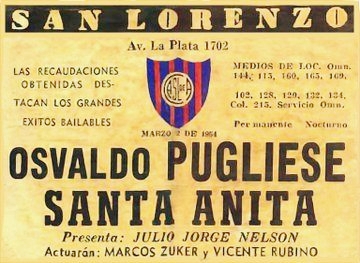 SAN LORENZO
Av. La Plata 1702
LAS RECAUDACIONES
OBTENIDAS DES-
TACAN LOS GRANDES
EXITOS BAILABLES
MEDIOS DE LOC. Omn.
144, 115, 160, 165, 169,
102, 128, 129, 132, 134,
Col. 215. Servicio Omn.
Permanente Nocturno
MARZO 2 DE 1954
OSVALDO PUGLIESE
SANTA ANITA
Presenta: JULIO JORGE NELSON
Actuarán: MARCOS ZUKER y VICENTE RUBINO